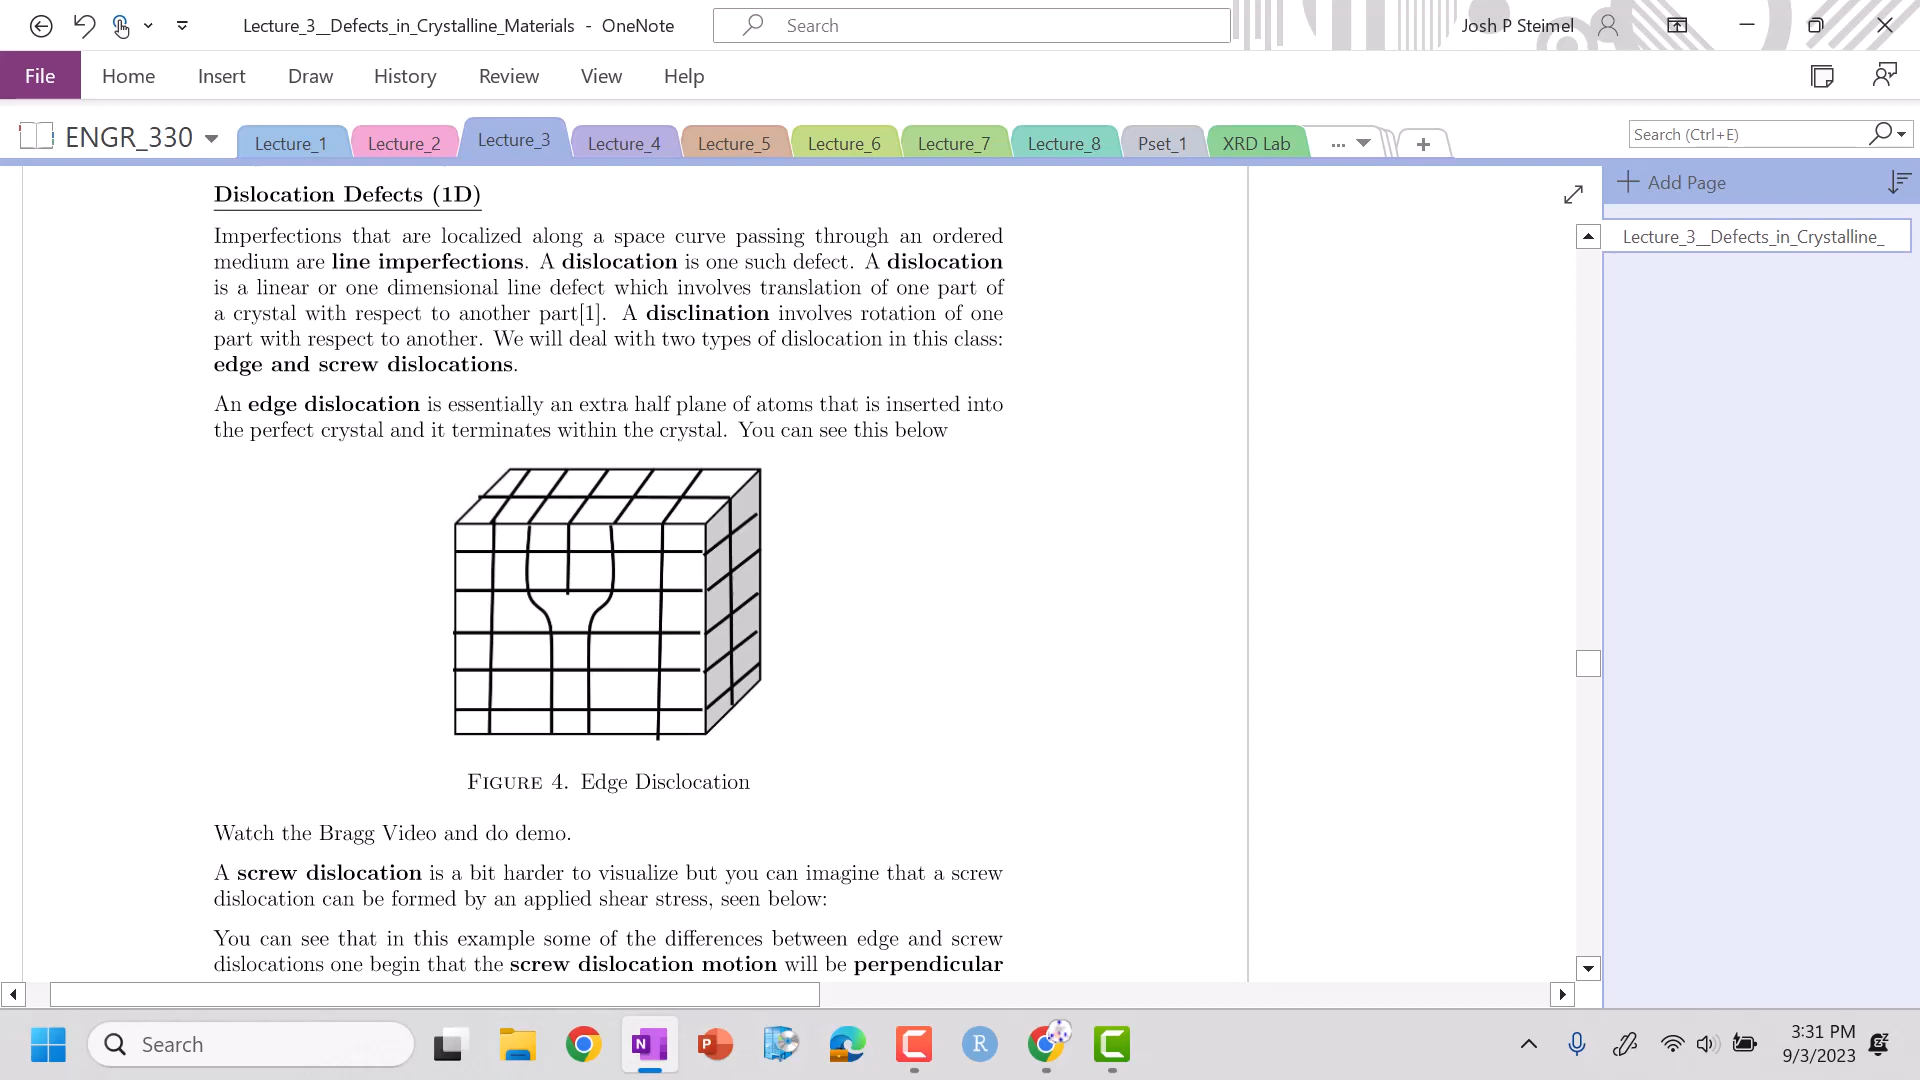 Lecture_3__Defects_in_Crystalline_Materials - OneNote
Search
Josh P Steimel
File Home Insert Draw History Review View Help
ENGR_330
Lecture_1 Lecture_2 Lecture_3 Lecture_4 Lecture_5 Lecture_6 Lecture_7 Lecture_8 Pset_1 XRD Lab ... +
Search (Ctrl+E)
Add Page
Lecture_3__Defects_in_Crystalline_
Dislocation Defects (1D)
Imperfections that are localized along a space curve passing through an ordered
medium are line imperfections. A dislocation is one such defect. A dislocation
is a linear or one dimensional line defect which involves translation of one part of
a crystal with respect to another part[1]. A disclination involves rotation of one
part with respect to another. We will deal with two types of dislocation in this class:
edge and screw dislocations.
An edge dislocation is essentially an extra half plane of atoms that is inserted into
the perfect crystal and it terminates within the crystal. You can see this below
Figure 4. Edge Disclocation
Watch the Bragg Video and do demo.
A screw dislocation is a bit harder to visualize but you can imagine that a screw
dislocation can be formed by an applied shear stress, seen below:
You can see that in this example some of the differences between edge and screw
dislocations one begin that the screw dislocation motion will be perpendicular
Search
N
P
R
3:31 PM
9/3/2023